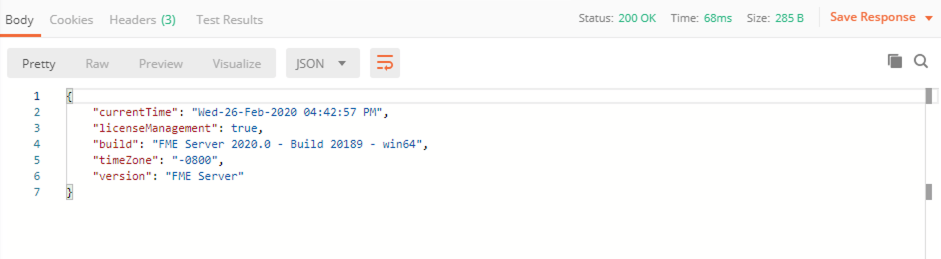 Body Cookies Headers (3) Test Results Status: 200 OK Time: 68ms Size: 285 B Save Response
Pretty Raw Preview Visualize JSON
1 {
2 "currentTime": "Wed-26-Feb-2020 04:42:57 PM",
3 "licenseManagement": true,
4 "build": "FME Server 2020.0 - Build 20189 - win64",
5 "timeZone": "-0800",
6 "version": "FME Server"
7 }